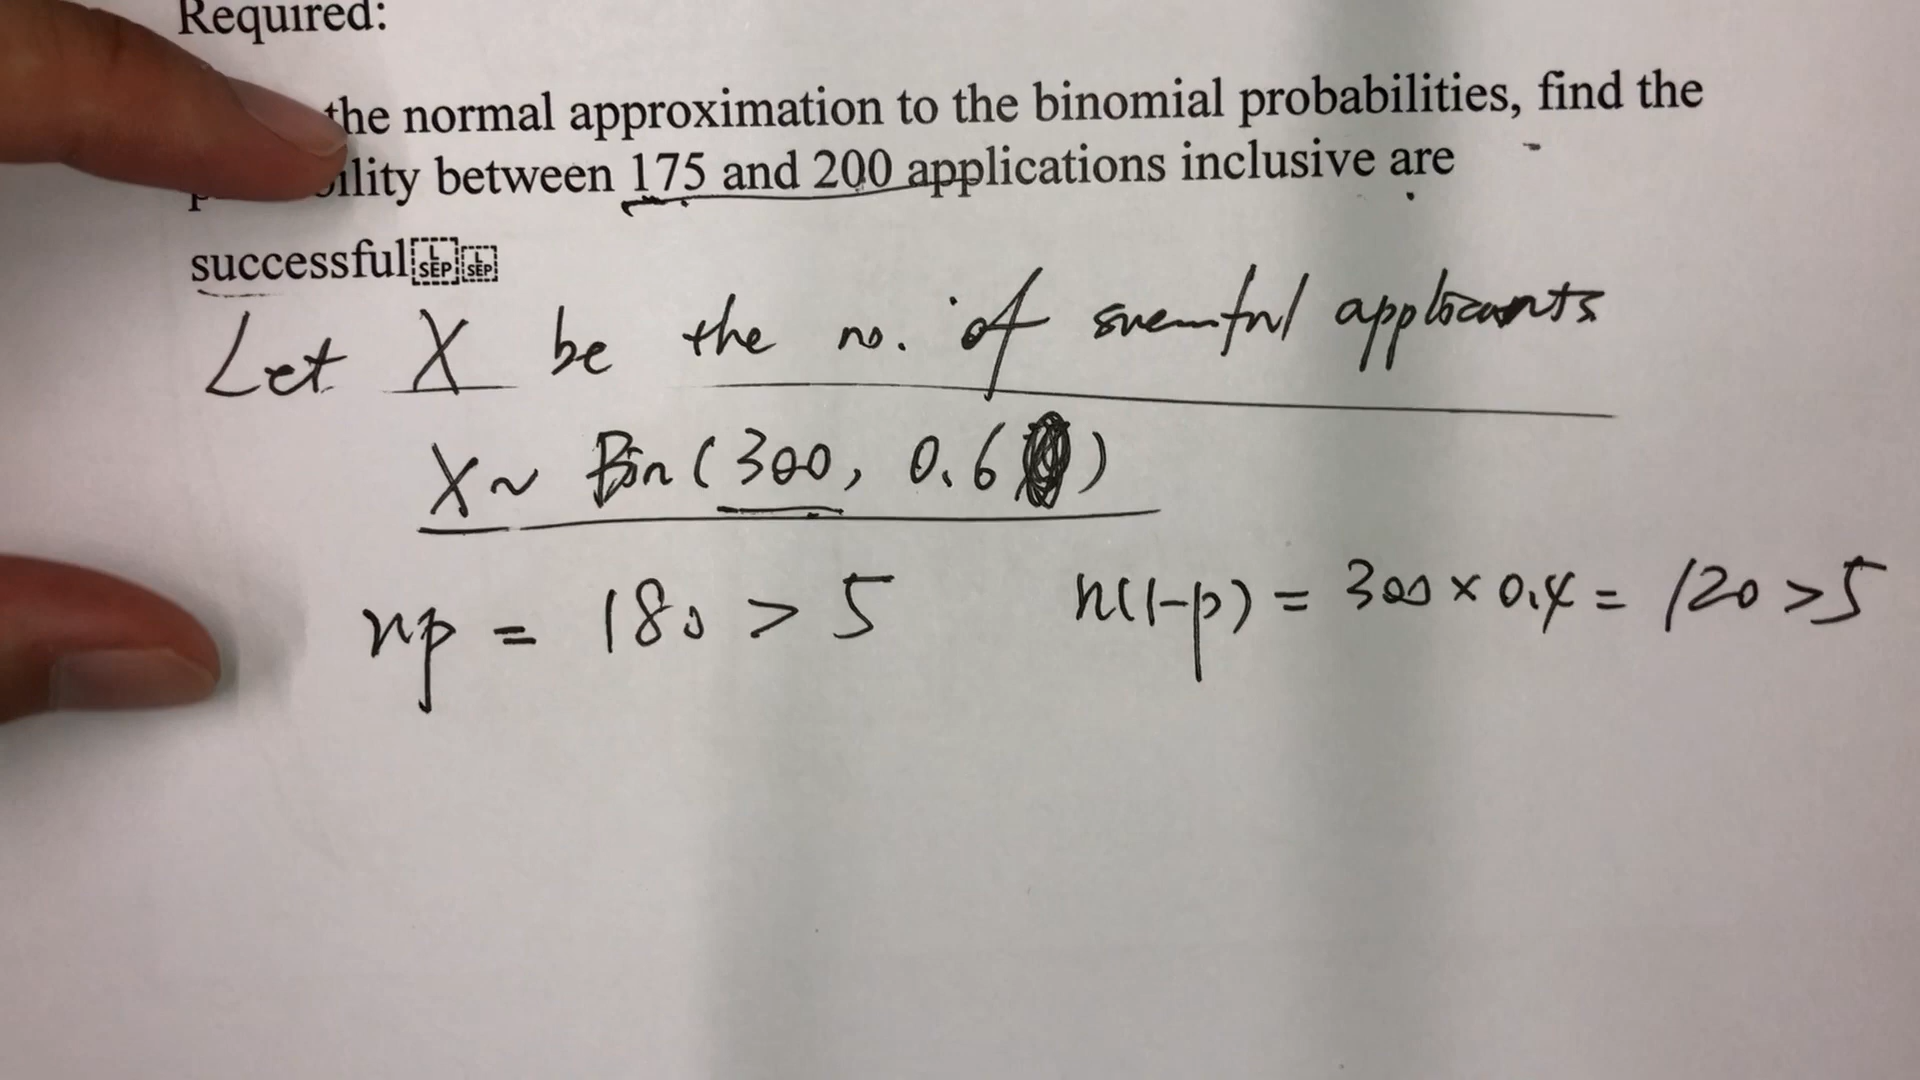 Required:
the normal approximation to the binomial probabilities, find the
ility between 175 and 200 applications inclusive are
successful
Let X be the no. of applicants
X ~ Bin (300, 0.6 )
np = 180 > 5 n(1-p) = 300 × 0.4 = 120 > 5